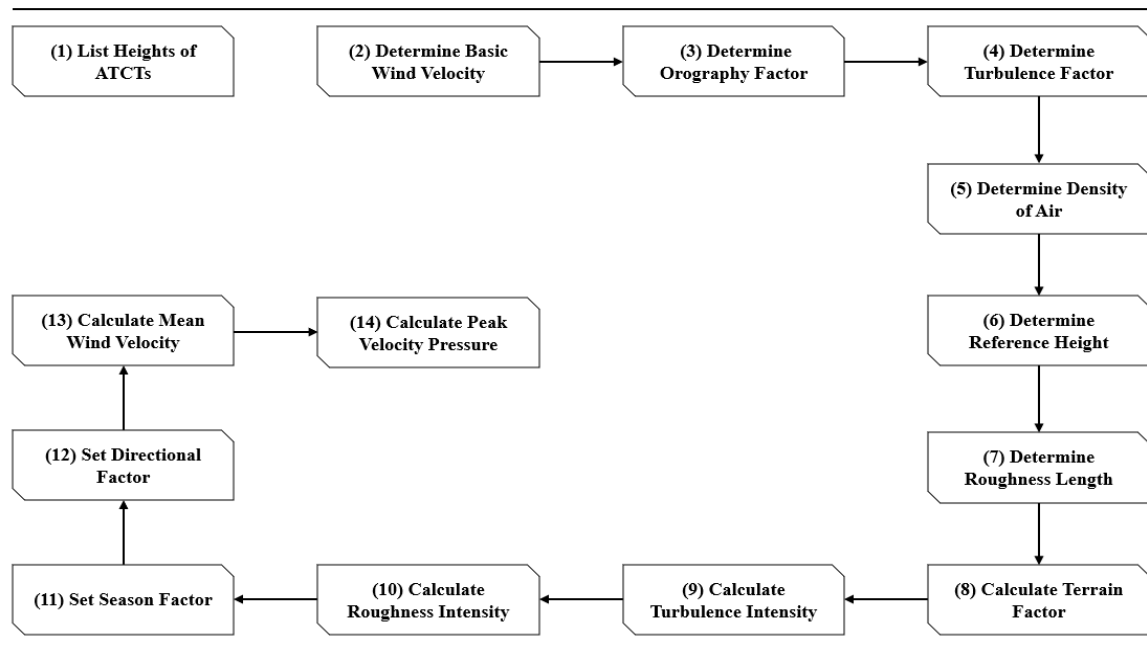 (1) List Heights of
ATCTs
(2) Determine Basic
Wind Velocity
(3) Determine
Orography Factor
(4) Determine
Turbulence Factor
(5) Determine Density
of Air
(6) Determine
Reference Height
(7) Determine
Roughness Length
(8) Calculate Terrain
Factor
(9) Calculate
Turbulence Intensity
(10) Calculate
Roughness Intensity
(11) Set Season Factor
(12) Set Directional
Factor
(13) Calculate Mean
Wind Velocity
(14) Calculate Peak
Velocity Pressure